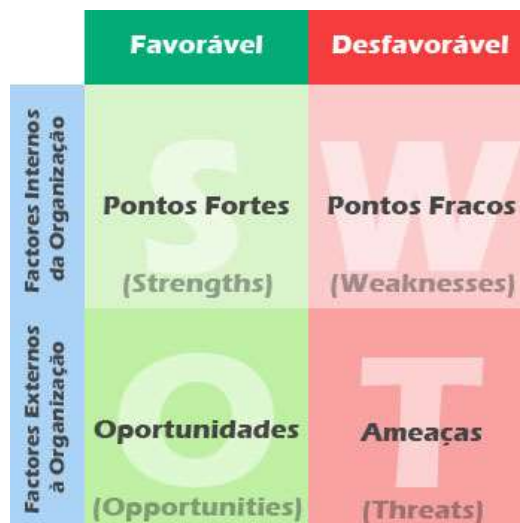 Favorável
Desfavorável
Factores Internos
da Organização
S
Pontos Fortes
(Strengths)
W
Pontos Fracos
(Weaknesses)
Factores Externos
à Organização
O
Oportunidades
(Opportunities)
T
Ameaças
(Threats)